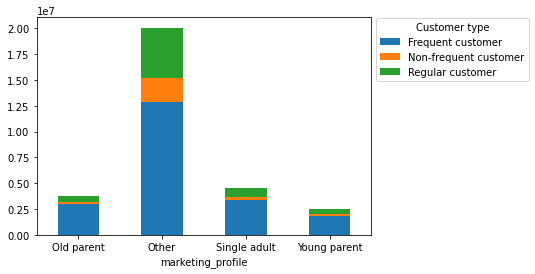 1e7
2.00
1.75
1.50
1.25
1.00
0.75
0.50
0.25
0.00
Old parent
Other
Single adult
Young parent
marketing_profile
Customer type
Frequent customer
Non-frequent customer
Regular customer